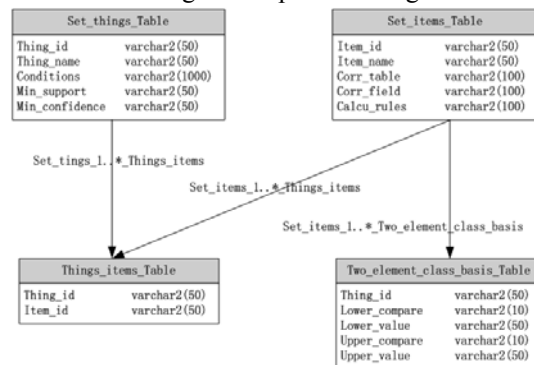 Set_things_Table
Thing_id varchar2(50)
Thing_name varchar2(50)
Conditions varchar2(1000)
Min_support varchar2(50)
Min_confidence varchar2(50)
Set_items_Table
Item_id varchar2(50)
Item_name varchar2(50)
Corr_table varchar2(100)
Corr_field varchar2(100)
Calcu_rules varchar2(100)
Set_tings_1..*_Things_items
Set_items_1..*_Things_items
Set_items_1..*_Two_element_class_basis
Things_items_Table
Thing_id varchar2(50)
Item_id varchar2(50)
Two_element_class_basis_Table
Thing_id varchar2(50)
Lower_compare varchar2(10)
Lower_value varchar2(50)
Upper_compare varchar2(10)
Upper_value varchar2(50)